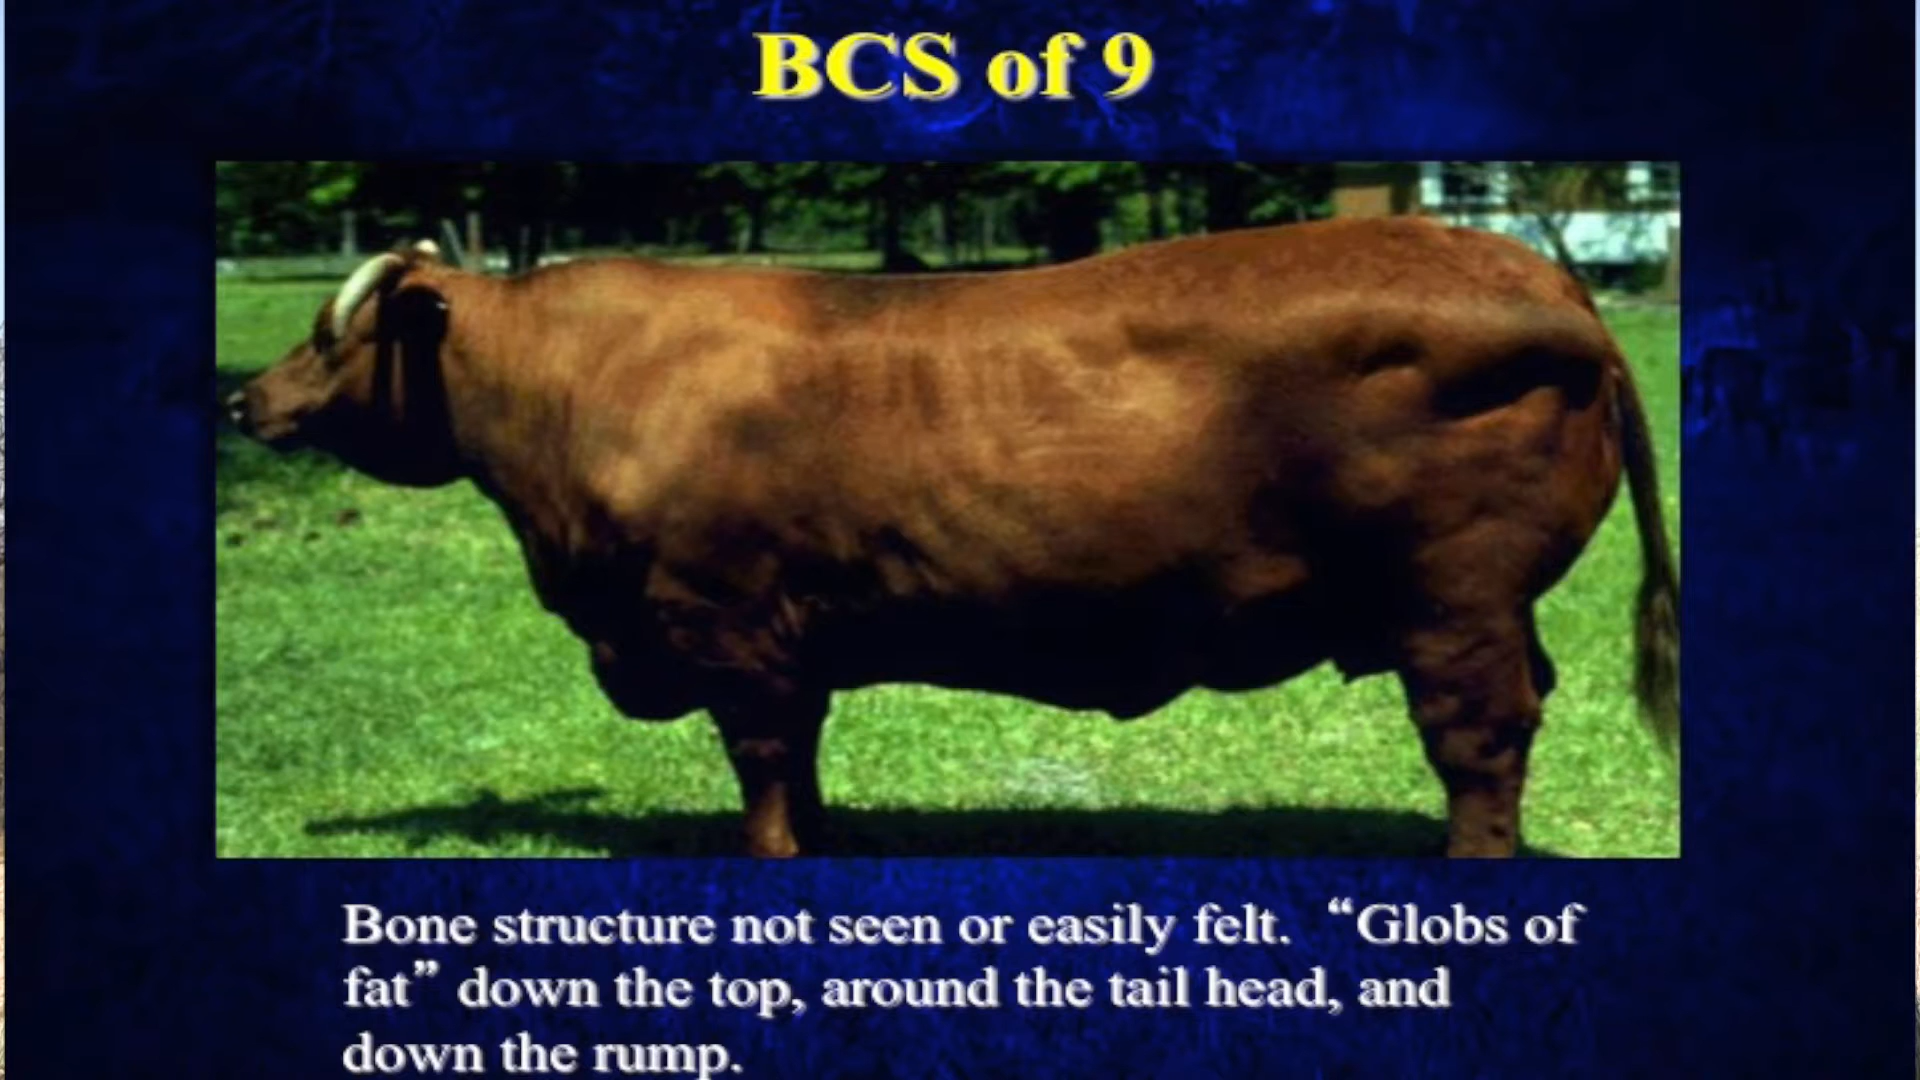 BCS of 9
Bone structure not seen or easily felt. “Globs of
fat” down the top, around the tail head, and
down the rump.